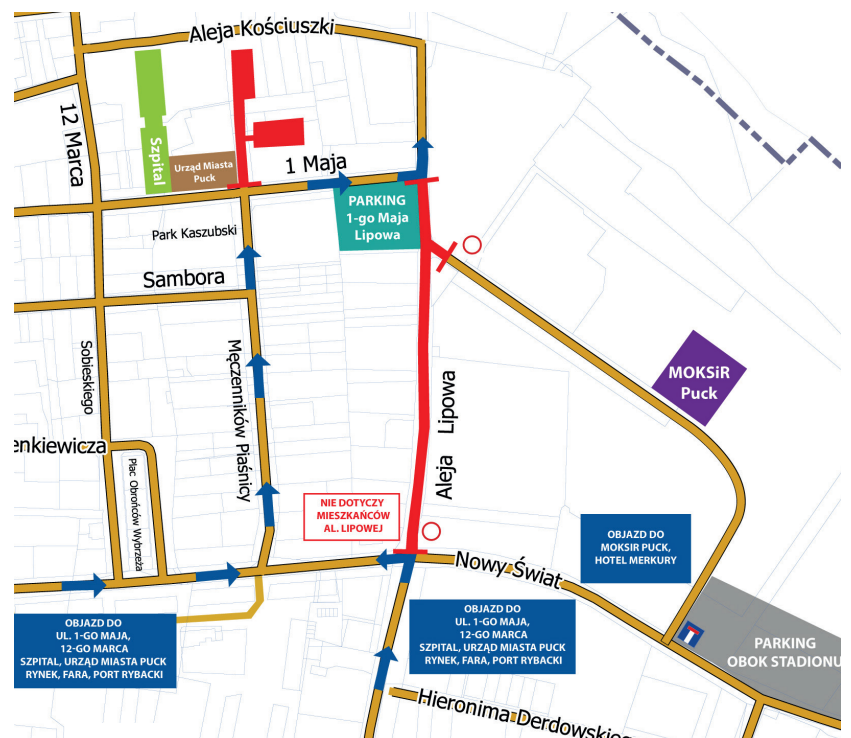 Aleja Kościuszki
12 Marca
Szpital
Urząd Miasta
Puck
1 Maja
PARKING
1-go Maja
Lipowa
Park Kaszubski
Sambora
Sobieskiego
Męczenników Piaśnicy
Aleja Lipowa
MOKSiR
Puck
enkiewicza
Plac Obrońców Wybrzeża
NIE DOTYCZY
MIESZKAŃCÓW
AL. LIPOWEJ
OBJAZD DO
MOKSIR PUCK,
HOTEL MERKURY
Nowy Świat
OBJAZD DO
UL. 1-GO MAJA,
12-GO MARCA
SZPITAL, URZĄD MIASTA PUCK
RYNEK, FARA, PORT RYBACKI
OBJAZD DO
UL. 1-GO MAJA,
12-GO MARCA
SZPITAL, URZĄD MIASTA PUCK
RYNEK, FARA, PORT RYBACKI
PARKING
OBOK STADIONU
Hieronima Derdowskieg